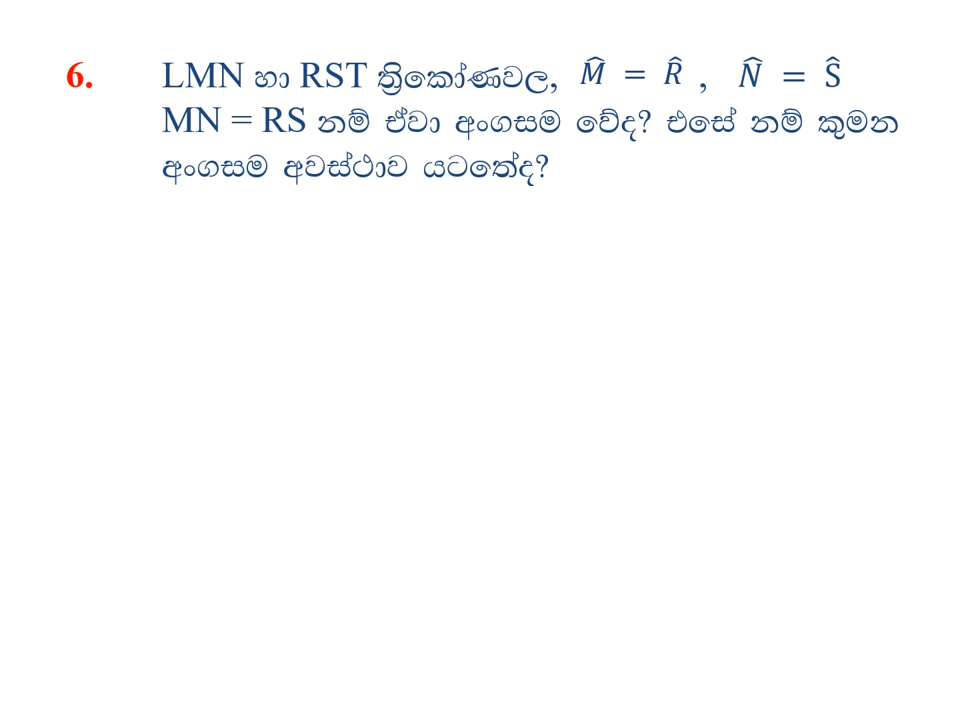 6. LMN හා RST ත්‍රිකෝණවල, M̂ = R̂ , N̂ = Ŝ
MN = RS නම් ඒවා අංගසම වේද? එසේ නම් කුමන
අංගසම අවස්ථාව යටතේද?